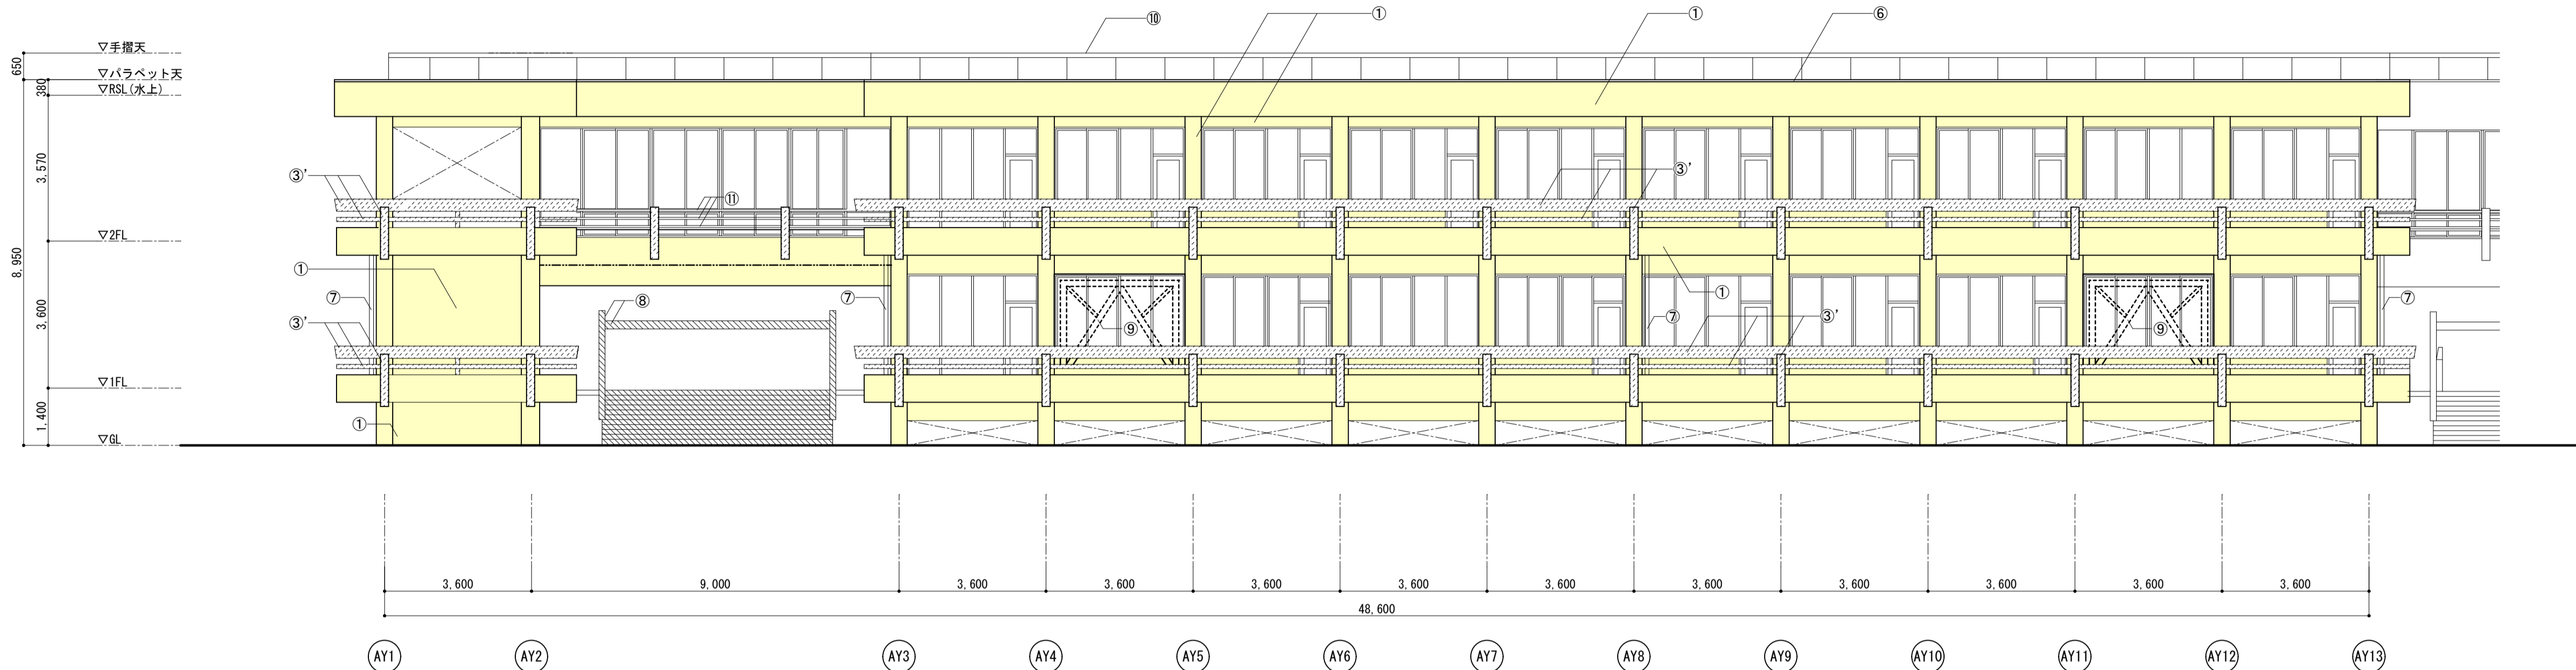 ⑩
①
①
⑥
▽手摺天
650
▽パラペット天
380
▽RSL(水上)
3,570
③'
③'
⑪
▽2FL
8,950
①
①
⑦
⑧
⑦
⑦
⑦
3,600
③'
③'
⑨
⑨
▽1FL
1,400
①
▽GL
3,600
9,000
3,600
3,600
3,600
3,600
3,600
3,600
3,600
3,600
3,600
3,600
48,600
AY1
AY2
AY3
AY4
AY5
AY6
AY7
AY8
AY9
AY10
AY11
AY12
AY13